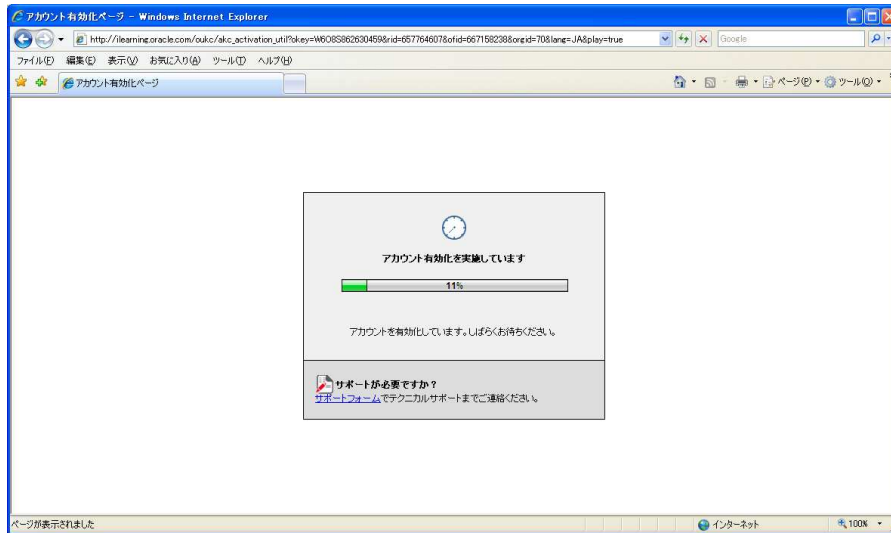 アカウント有効化ページ - Windows Internet Explorer
http://ilearning.oracle.com/oukc/akc_activation_util?okey=W6O8S862630459&rid=657764607&ofid=667158238&orgid=70&lang=JA&play=true
Google
ファイル(F) 編集(E) 表示(V) お気に入り(A) ツール(T) ヘルプ(H)
アカウント有効化ページ
ページ(P) ツール(O)
アカウント有効化を実施しています
11%
アカウントを有効化しています。しばらくお待ちください。
サポートが必要ですか?
サポートフォームでテクニカルサポートまでご連絡ください。
ページが表示されました
インターネット
100%